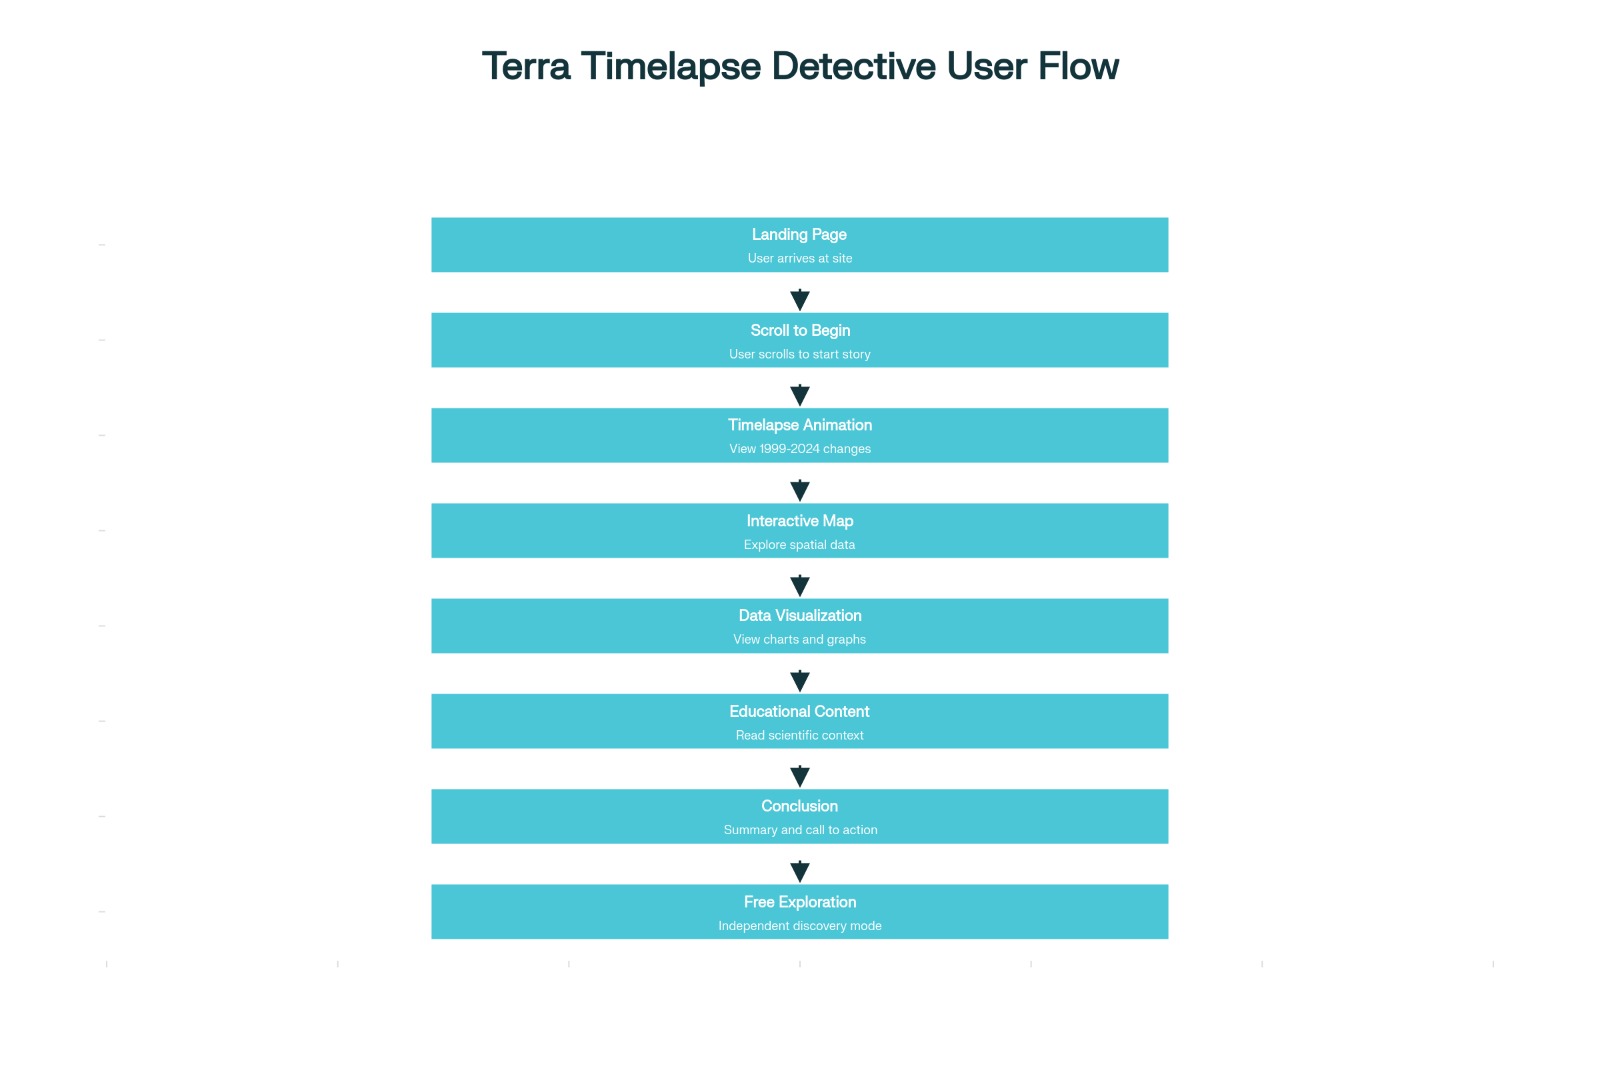 Terra Timelapse Detective User Flow
Landing Page
User arrives at site
Scroll to Begin
User scrolls to start story
Timelapse Animation
View 1999-2024 changes
Interactive Map
Explore spatial data
Data Visualization
View charts and graphs
Educational Content
Read scientific context
Conclusion
Summary and call to action
Free Exploration
Independent discovery mode